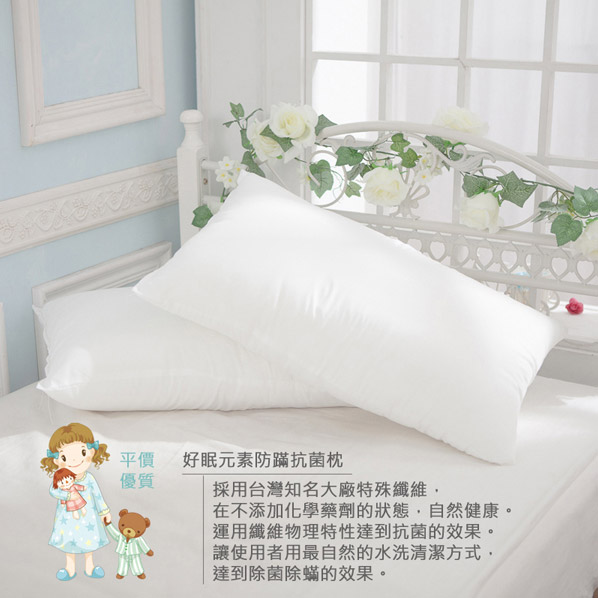 平價
優質
好眠元素防蹣抗菌枕
採用台灣知名大廠特殊纖維，
在不添加化學藥劑的狀態，自然健康。
運用纖維物理特性達到抗菌的效果。
讓使用者用最自然的水洗清潔方式，
達到除菌除蟎的效果。